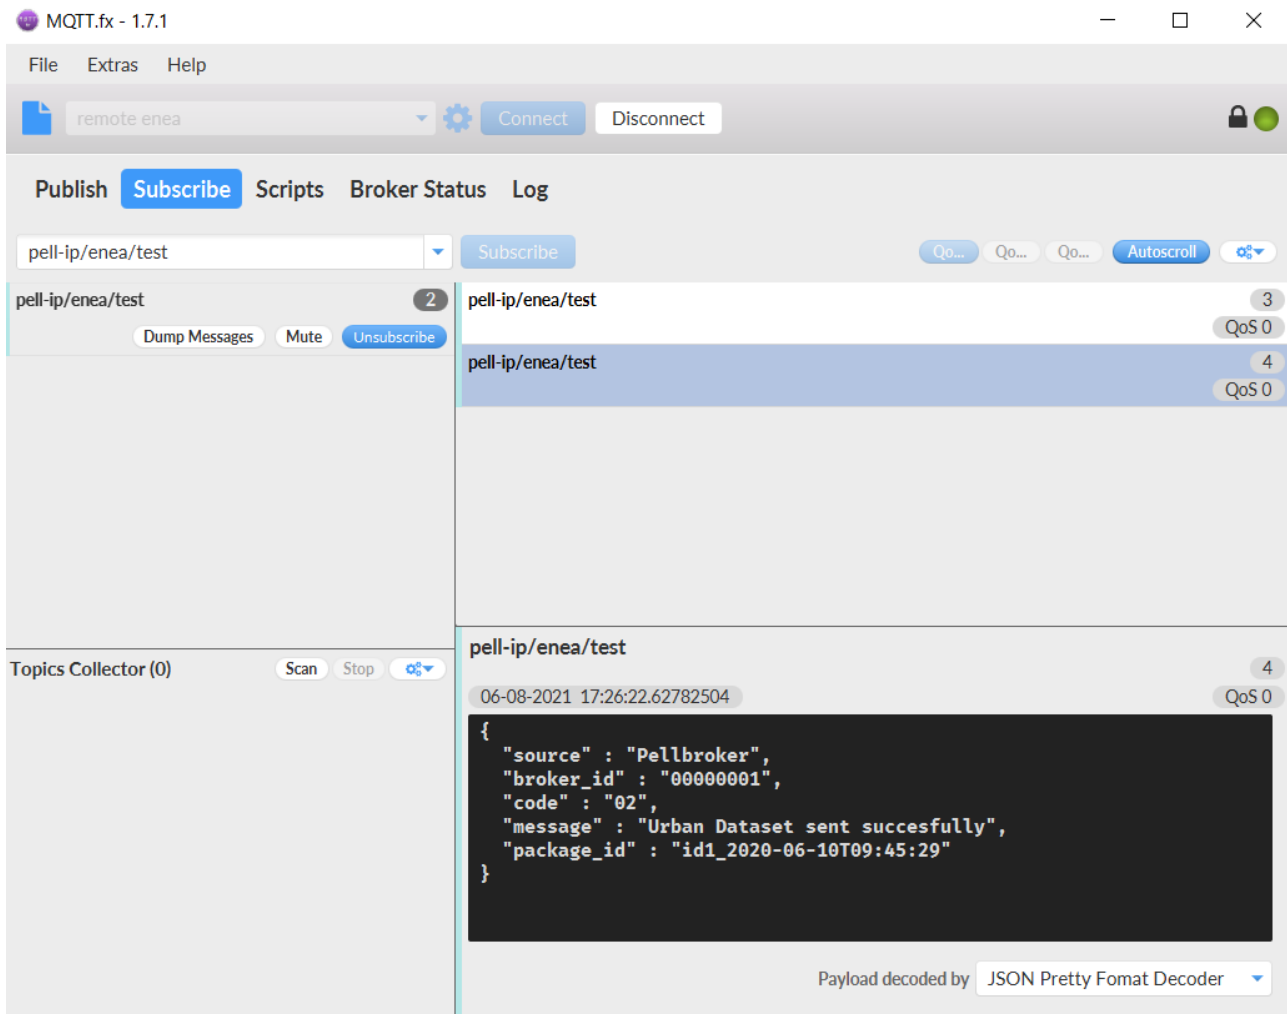 MQTT.fx - 1.7.1
File Extras Help
remote enea Connect Disconnect
Publish Subscribe Scripts Broker Status Log
pell-ip/enea/test Subscribe Qo... Qo... Qo... Autoscroll
pell-ip/enea/test 2
Dump Messages Mute Unsubscribe
pell-ip/enea/test 3
QoS 0
pell-ip/enea/test 4
QoS 0
Topics Collector (0) Scan Stop
pell-ip/enea/test
4
06-08-2021 17:26:22.62782504 QoS 0
{
"source" : "Pellbroker",
"broker_id" : "00000001",
"code" : "02",
"message" : "Urban Dataset sent succesfully",
"package_id" : "id1_2020-06-10T09:45:29"
}
Payload decoded by JSON Pretty Fomat Decoder